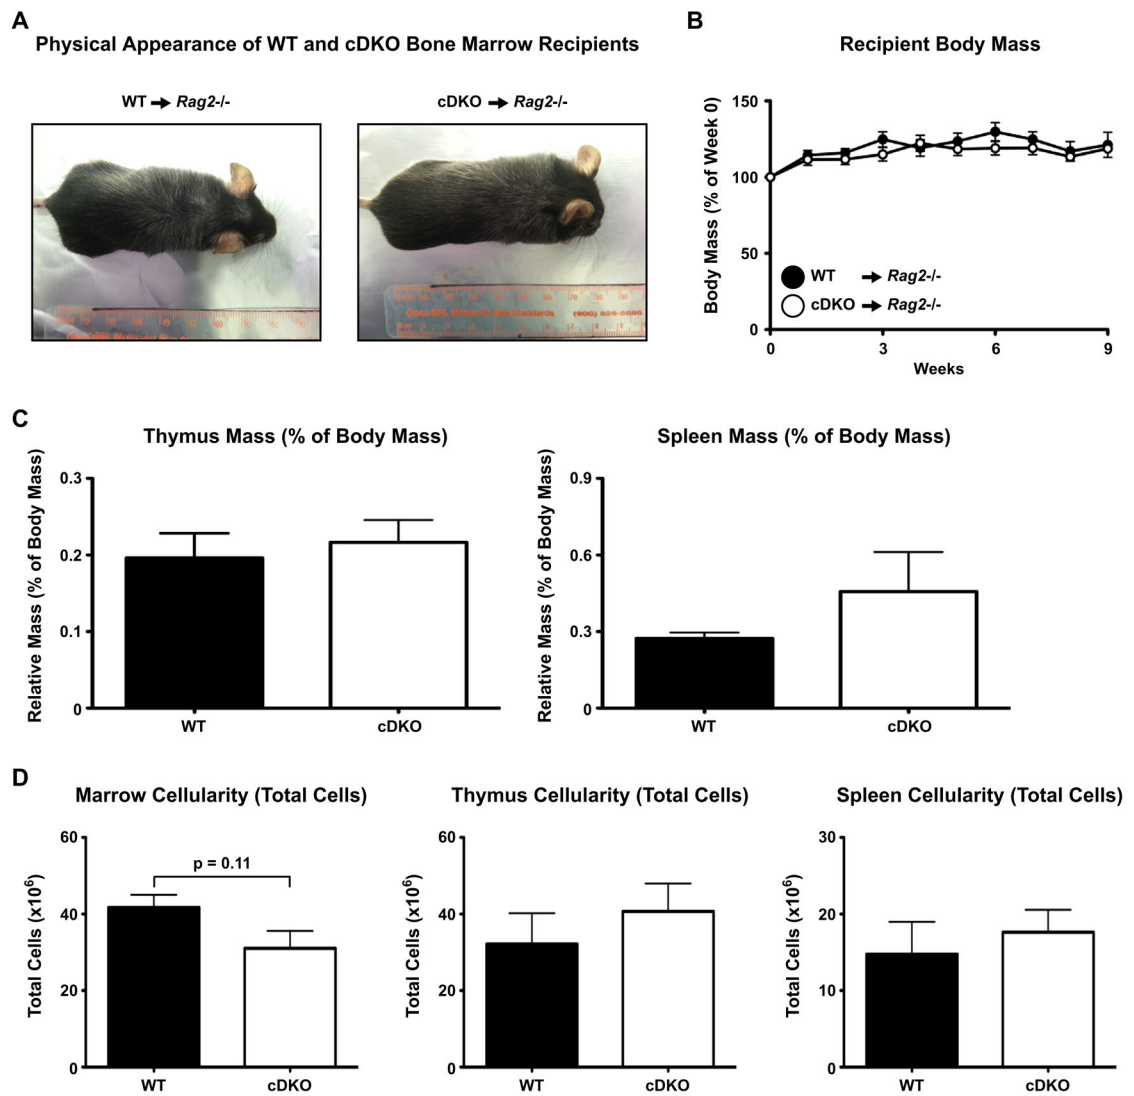 A
Physical Appearance of WT and cDKO Bone Marrow Recipients
WT → Rag2-/-
cDKO → Rag2-/-
(800) 828-6686
B
Recipient Body Mass
Body Mass (% of Week 0)
150
100
50
0
WT → Rag2-/-
cDKO → Rag2-/-
0 3 6 9
Weeks
C
Thymus Mass (% of Body Mass)
Relative Mass (% of Body Mass)
0.3
0.2
0.1
0
WT cDKO
Spleen Mass (% of Body Mass)
Relative Mass (% of Body Mass)
0.9
0.6
0.3
0
WT cDKO
D
Marrow Cellularity (Total Cells)
Total Cells (x10⁶)
60
40
20
0
p = 0.11
WT cDKO
Thymus Cellularity (Total Cells)
Total Cells (x10⁶)
60
40
20
0
WT cDKO
Spleen Cellularity (Total Cells)
Total Cells (x10⁶)
30
20
10
0
WT cDKO